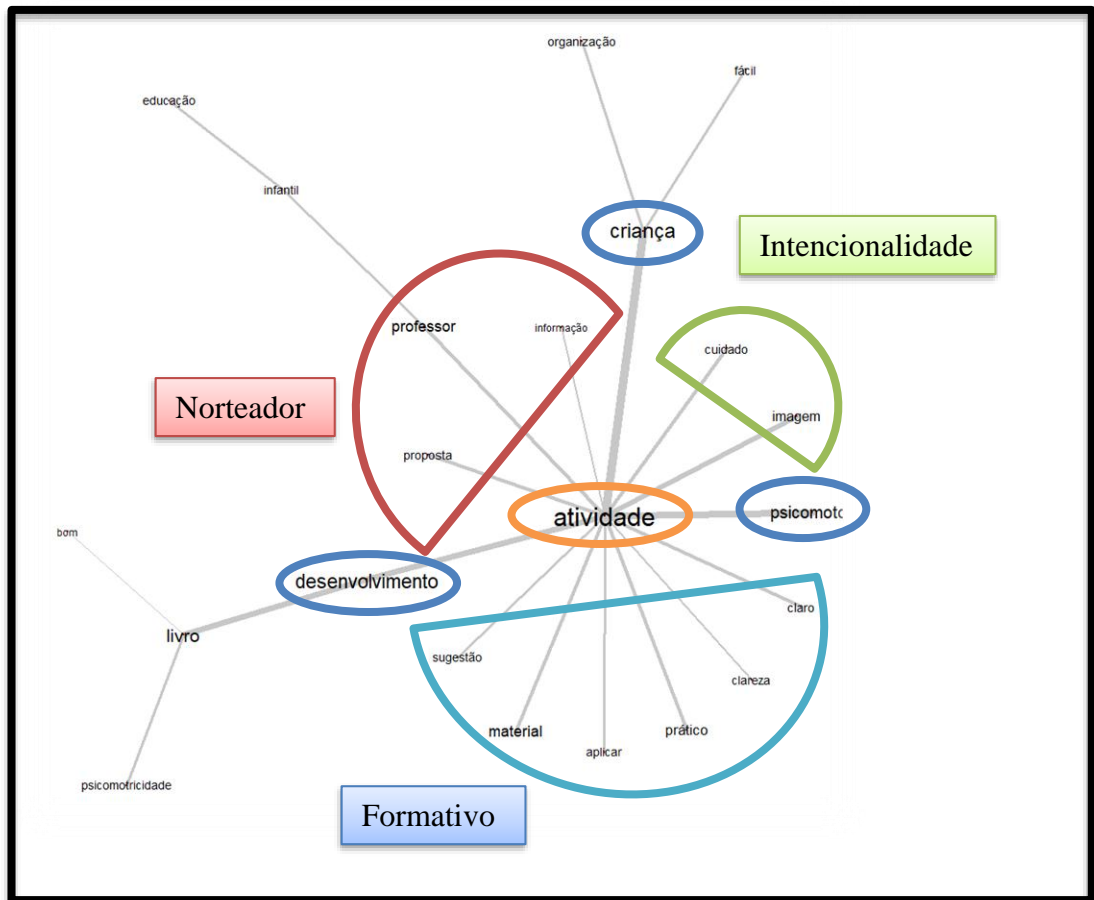 organização
fácil
educação
infantil
criança
Intencionalidade
professor
informação
cuidado
Norteador
imagem
proposta
atividade
psicomoto
bom
desenvolvimento
claro
livro
sugestão
clareza
material
prático
aplicar
psicomotricidade
Formativo